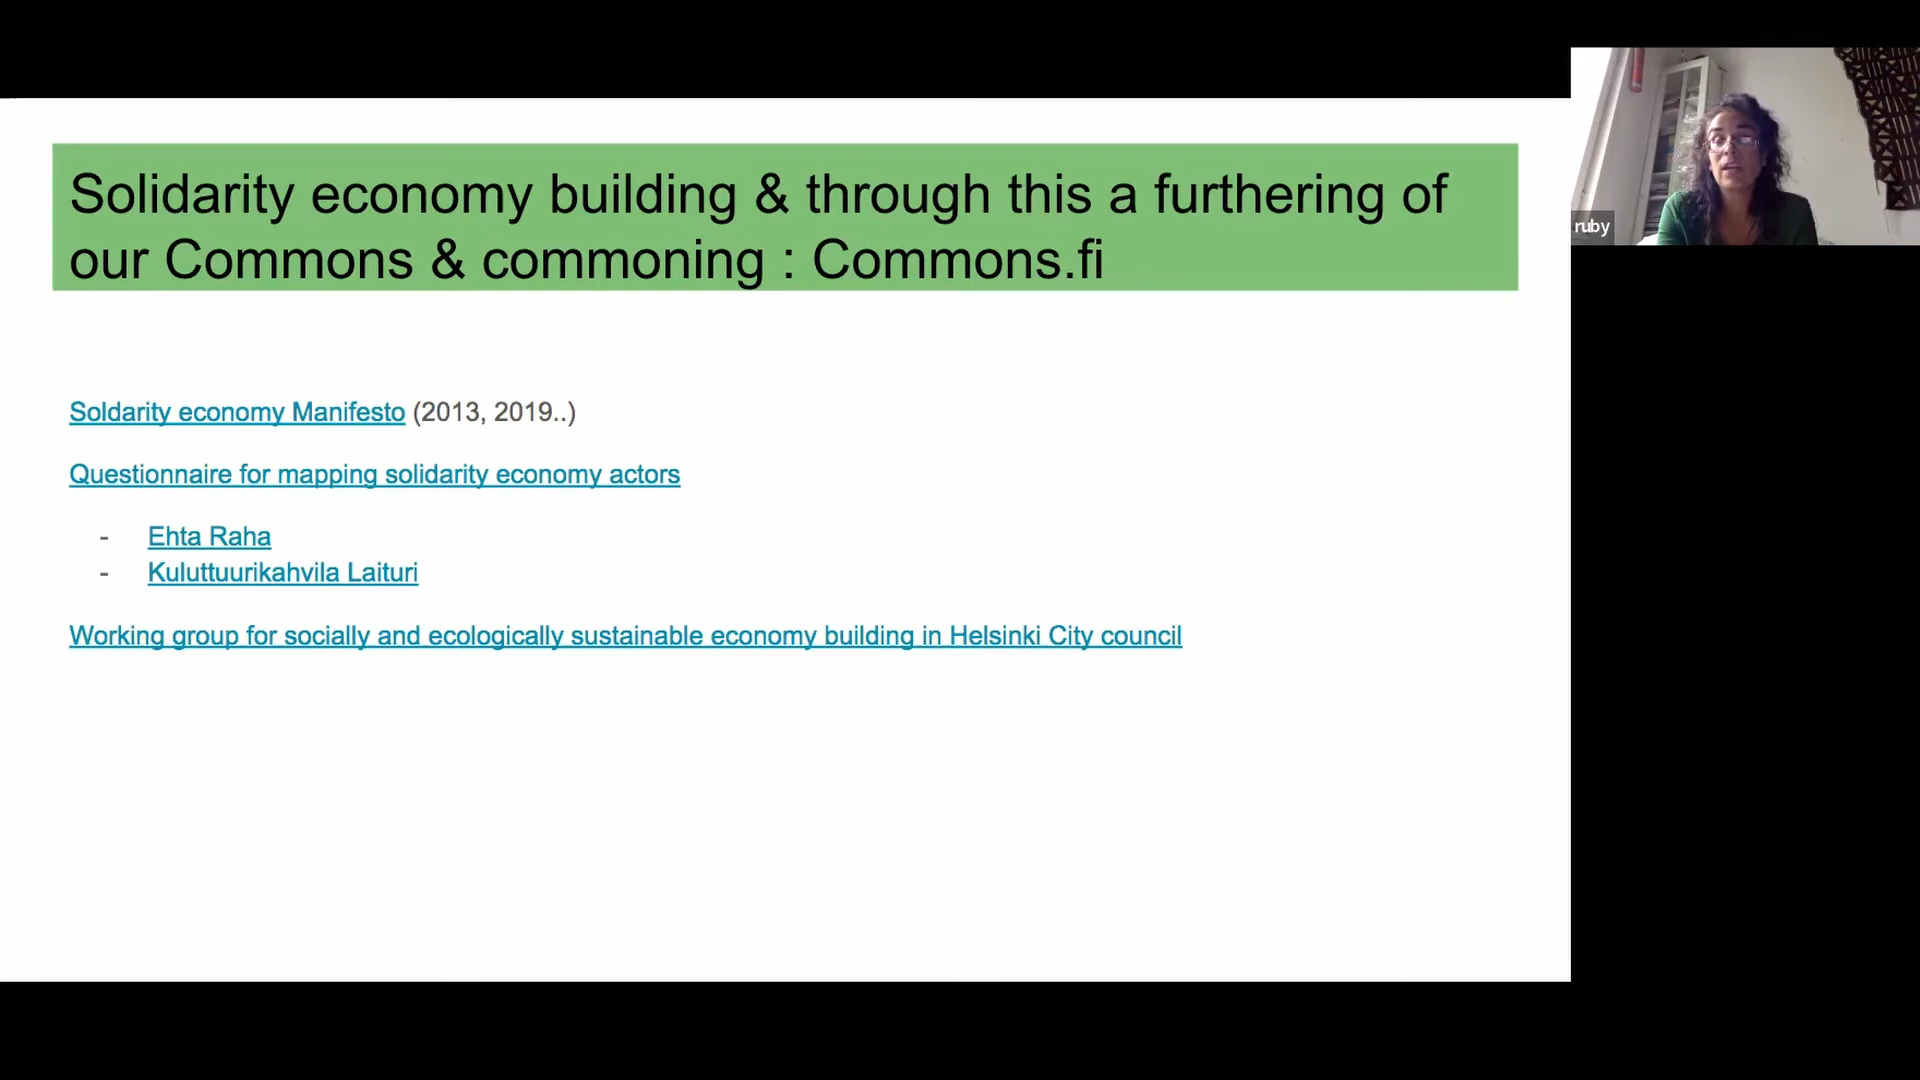 Solidarity economy building & through this a furthering of
our Commons & commoning : Commons.fi
ruby
Soldarity economy Manifesto (2013, 2019..)
Questionnaire for mapping solidarity economy actors
- Ehta Raha
- Kuluttuurikahvila Laituri
Working group for socially and ecologically sustainable economy building in Helsinki City council